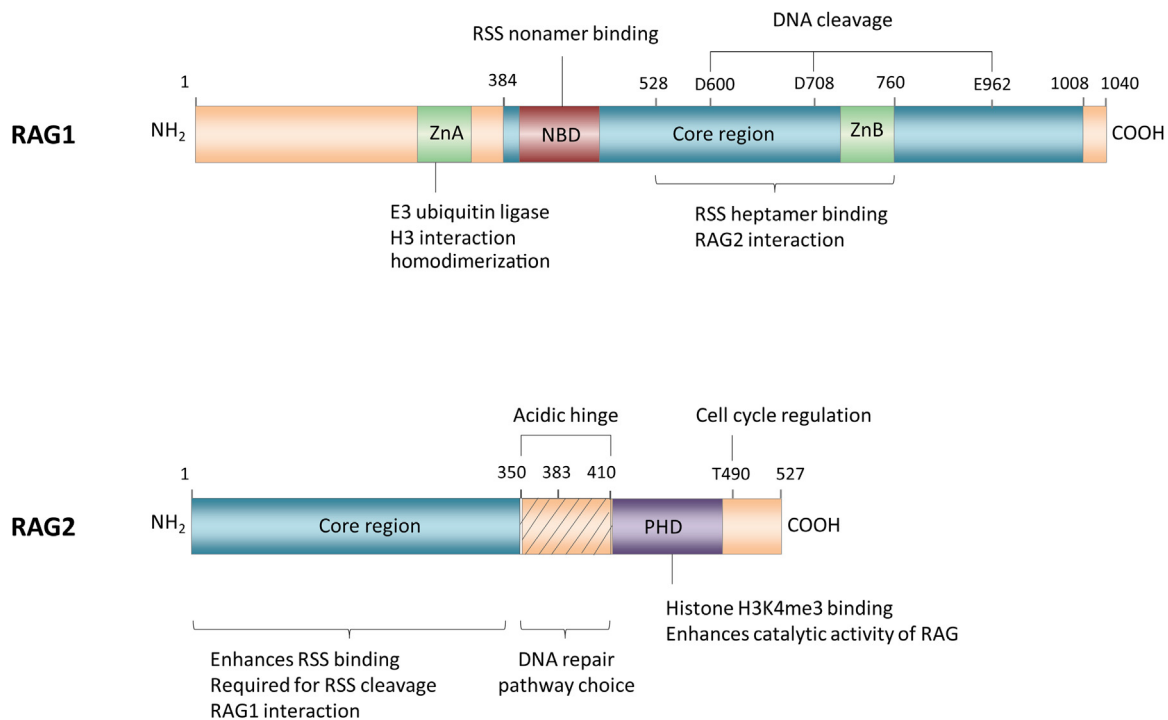 DNA cleavage
RSS nonamer binding
1
384
528
D600
D708
760
E962
1008
1040
RAG1
NH2
ZnA
NBD
Core region
ZnB
COOH
E3 ubiquitin ligase
H3 interaction
homodimerization
RSS heptamer binding
RAG2 interaction
Acidic hinge
Cell cycle regulation
1
350
383
410
T490
527
RAG2
NH2
Core region
PHD
COOH
Histone H3K4me3 binding
Enhances catalytic activity of RAG
Enhances RSS binding
Required for RSS cleavage
RAG1 interaction
DNA repair
pathway choice